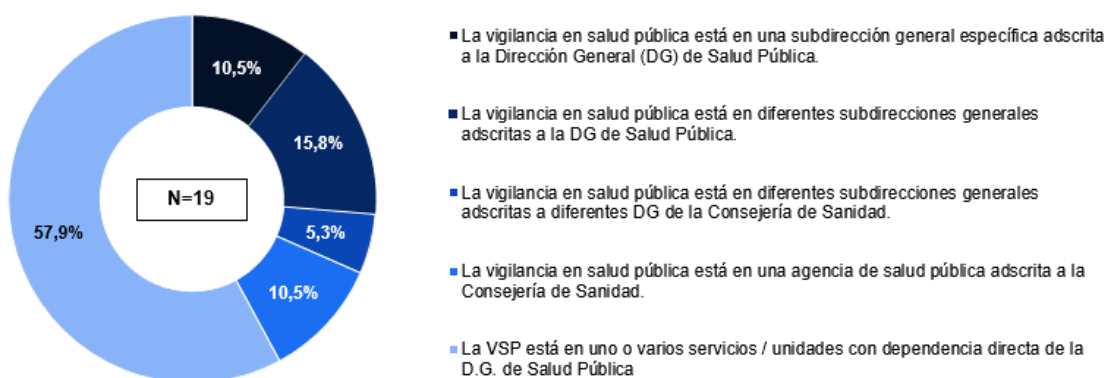 10,5%
15,8%
5,3%
10,5%
57,9%
N=19
La vigilancia en salud pública está en una subdirección general específica adscrita
a la Dirección General (DG) de Salud Pública.
La vigilancia en salud pública está en diferentes subdirecciones generales
adscritas a la DG de Salud Pública.
La vigilancia en salud pública está en diferentes subdirecciones generales
adscritas a diferentes DG de la Consejería de Sanidad.
La vigilancia en salud pública está en una agencia de salud pública adscrita a la
Consejería de Sanidad.
La VSP está en uno o varios servicios / unidades con dependencia directa de la
D.G. de Salud Pública